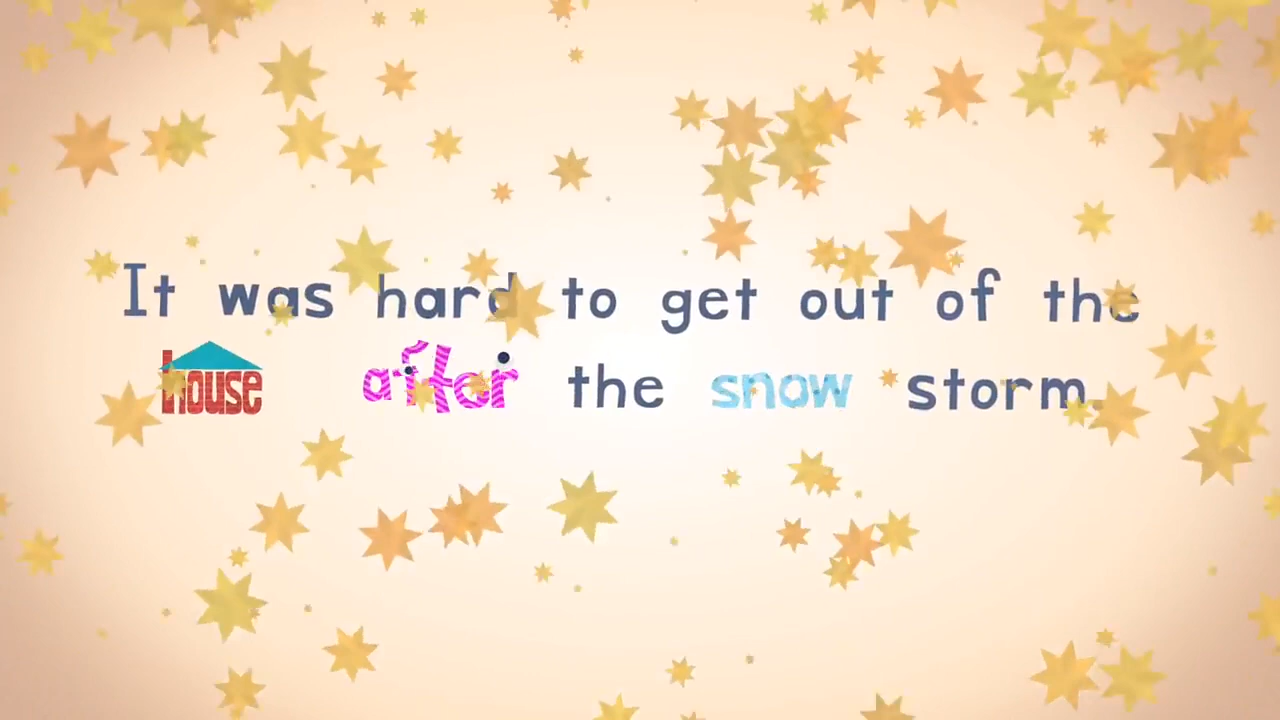 It was hard to get out of the
house after the snow storm.